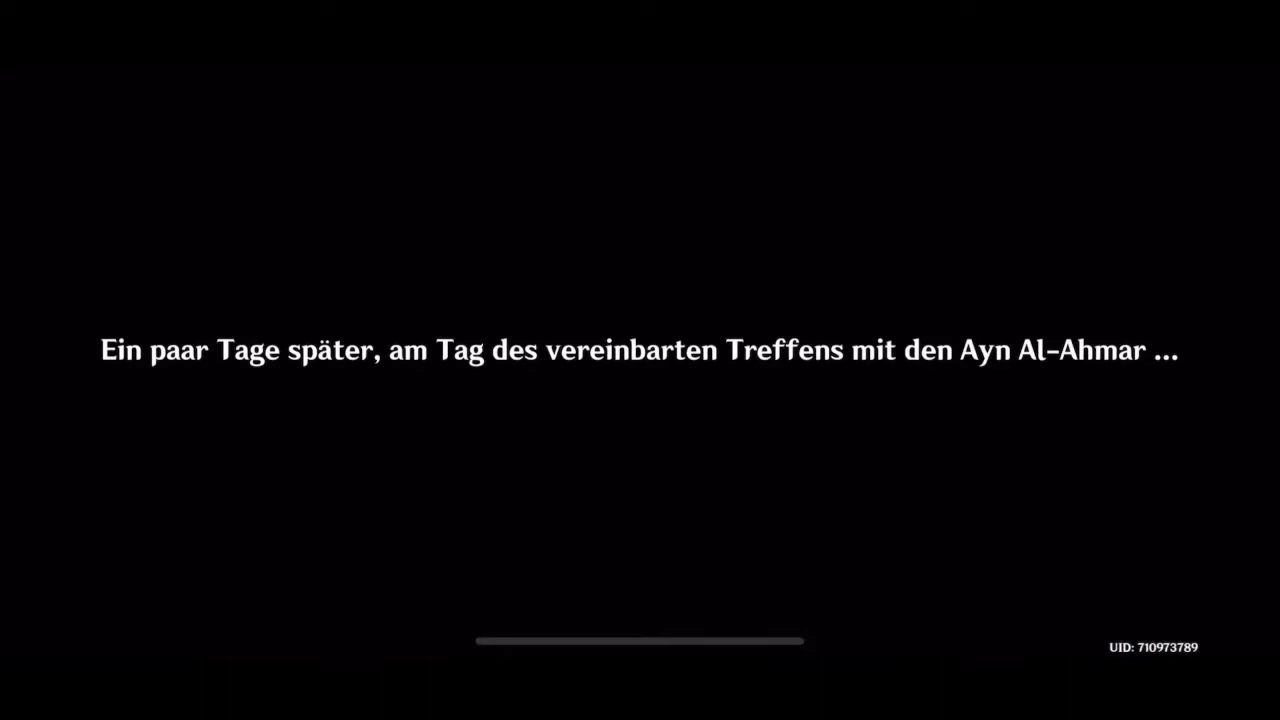 Ein paar Tage später, am Tag des vereinbarten Treffens mit den Ayn Al-Ahmar ...
UID: 710973789